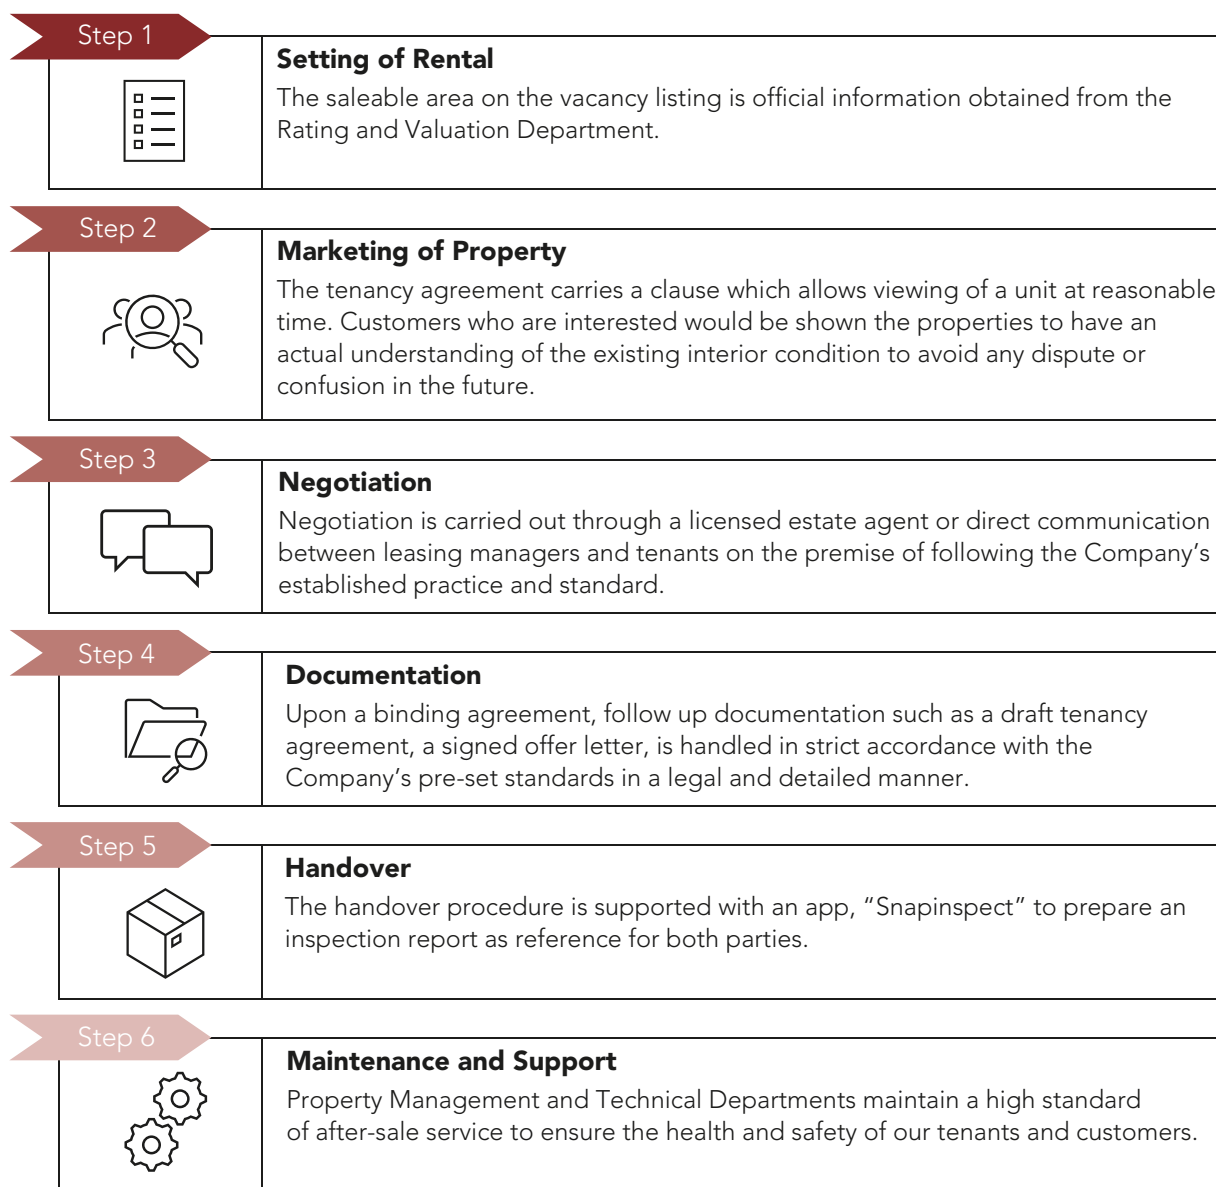 Step 1
Setting of Rental
The saleable area on the vacancy listing is official information obtained from the
Rating and Valuation Department.
Step 2
Marketing of Property
The tenancy agreement carries a clause which allows viewing of a unit at reasonable
time. Customers who are interested would be shown the properties to have an
actual understanding of the existing interior condition to avoid any dispute or
confusion in the future.
Step 3
Negotiation
Negotiation is carried out through a licensed estate agent or direct communication
between leasing managers and tenants on the premise of following the Company’s
established practice and standard.
Step 4
Documentation
Upon a binding agreement, follow up documentation such as a draft tenancy
agreement, a signed offer letter, is handled in strict accordance with the
Company’s pre-set standards in a legal and detailed manner.
Step 5
Handover
The handover procedure is supported with an app, “Snapinspect” to prepare an
inspection report as reference for both parties.
Step 6
Maintenance and Support
Property Management and Technical Departments maintain a high standard
of after-sale service to ensure the health and safety of our tenants and customers.